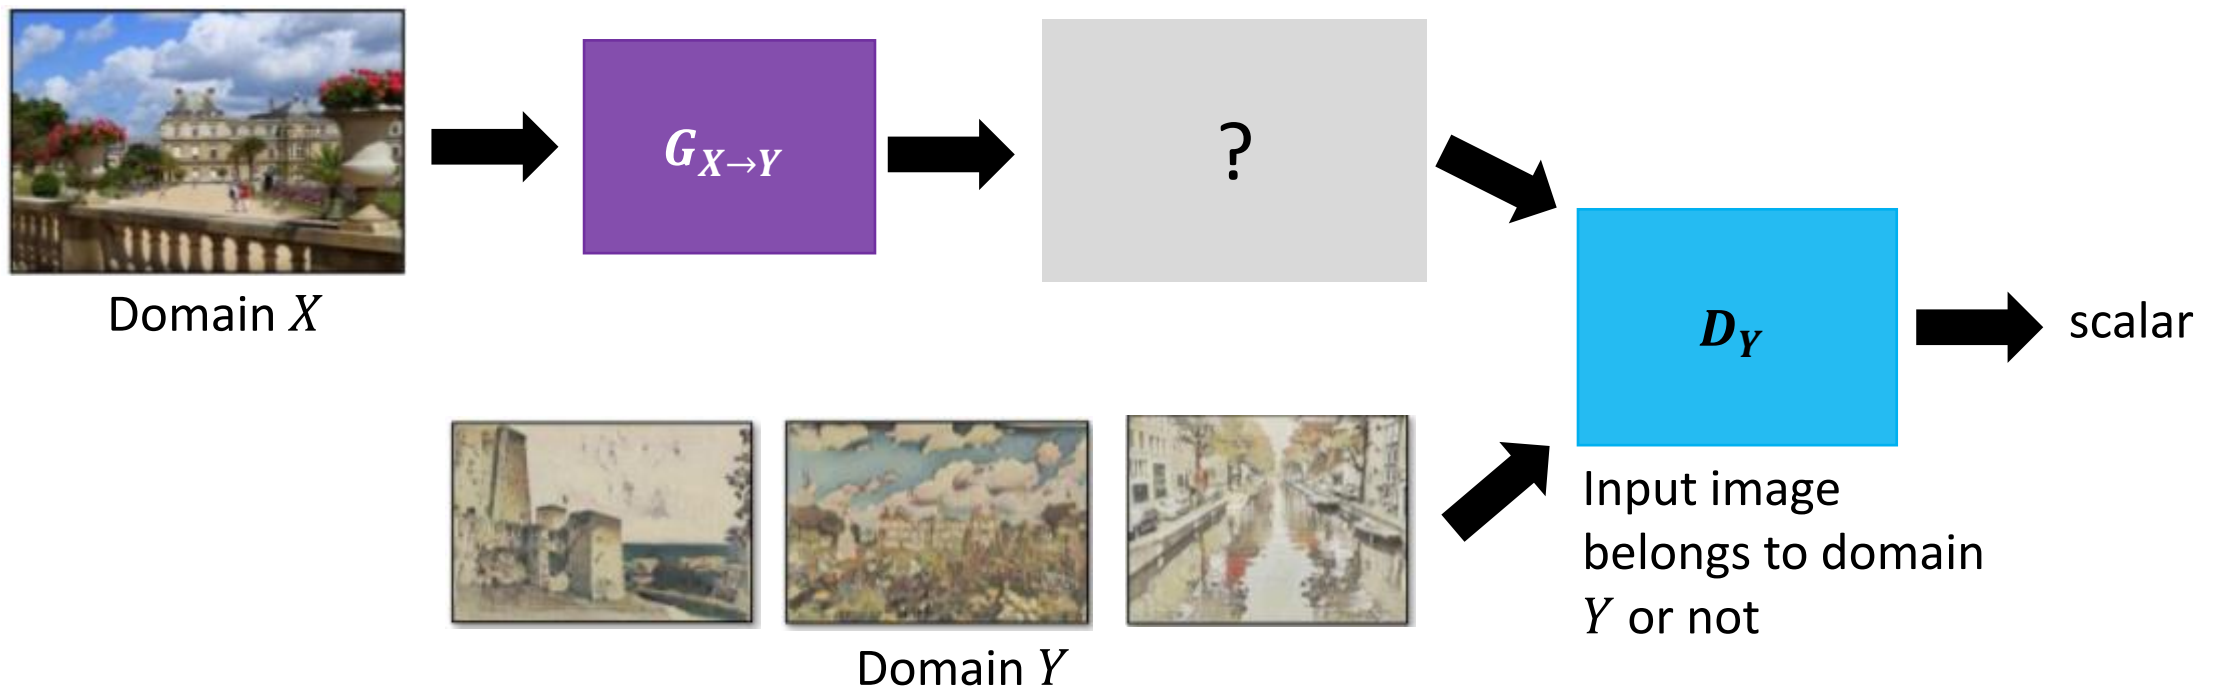 G_{X→Y}
?
Domain X
D_Y
scalar
Input image
belongs to domain
Y or not
Domain Y